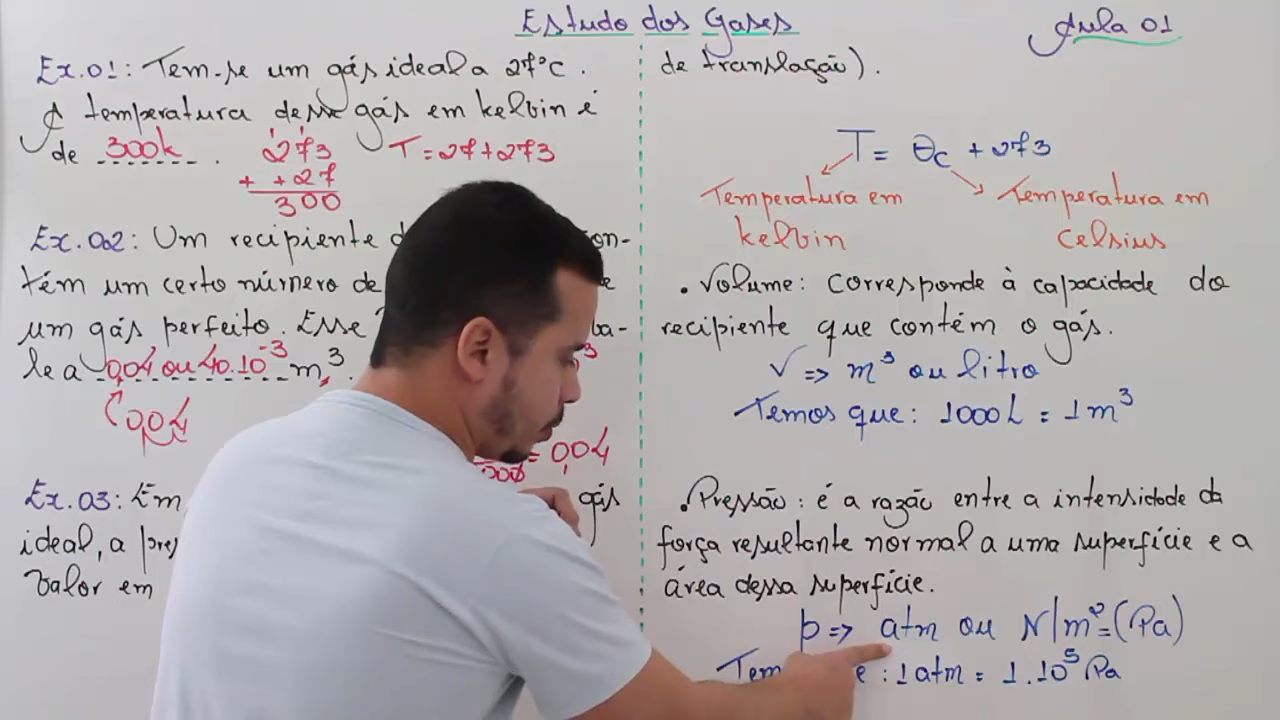 Estudo dos Gases
Aula 01
Ex.01: Tem-se um gás ideal a 27°C.
A temperatura desse gás em kelvin é
de 300k.
T = 27 + 273
273
+ +27
300
Ex.02: Um recipiente con-
têm um certo número de
um gás perfeito. Esse
le a 0,04 ou 40.10⁻³ m³.
0,04
= 0,04
Ex.03: Em gás
ideal, a
valor em
de translação).
T = θc + 273
Temperatura em
kelvin
Temperatura em
Celsius
. Volume: corresponde à capacidade do
recipiente que contém o gás.
V => m³ ou litro
Temos que: 1000L = 1m³
. Pressão: é a razão entre a intensidade da
força resultante normal a uma superfície e a
área dessa superfície.
p => atm ou N/m² = (Pa)
: 1 atm = 1.10⁵ Pa